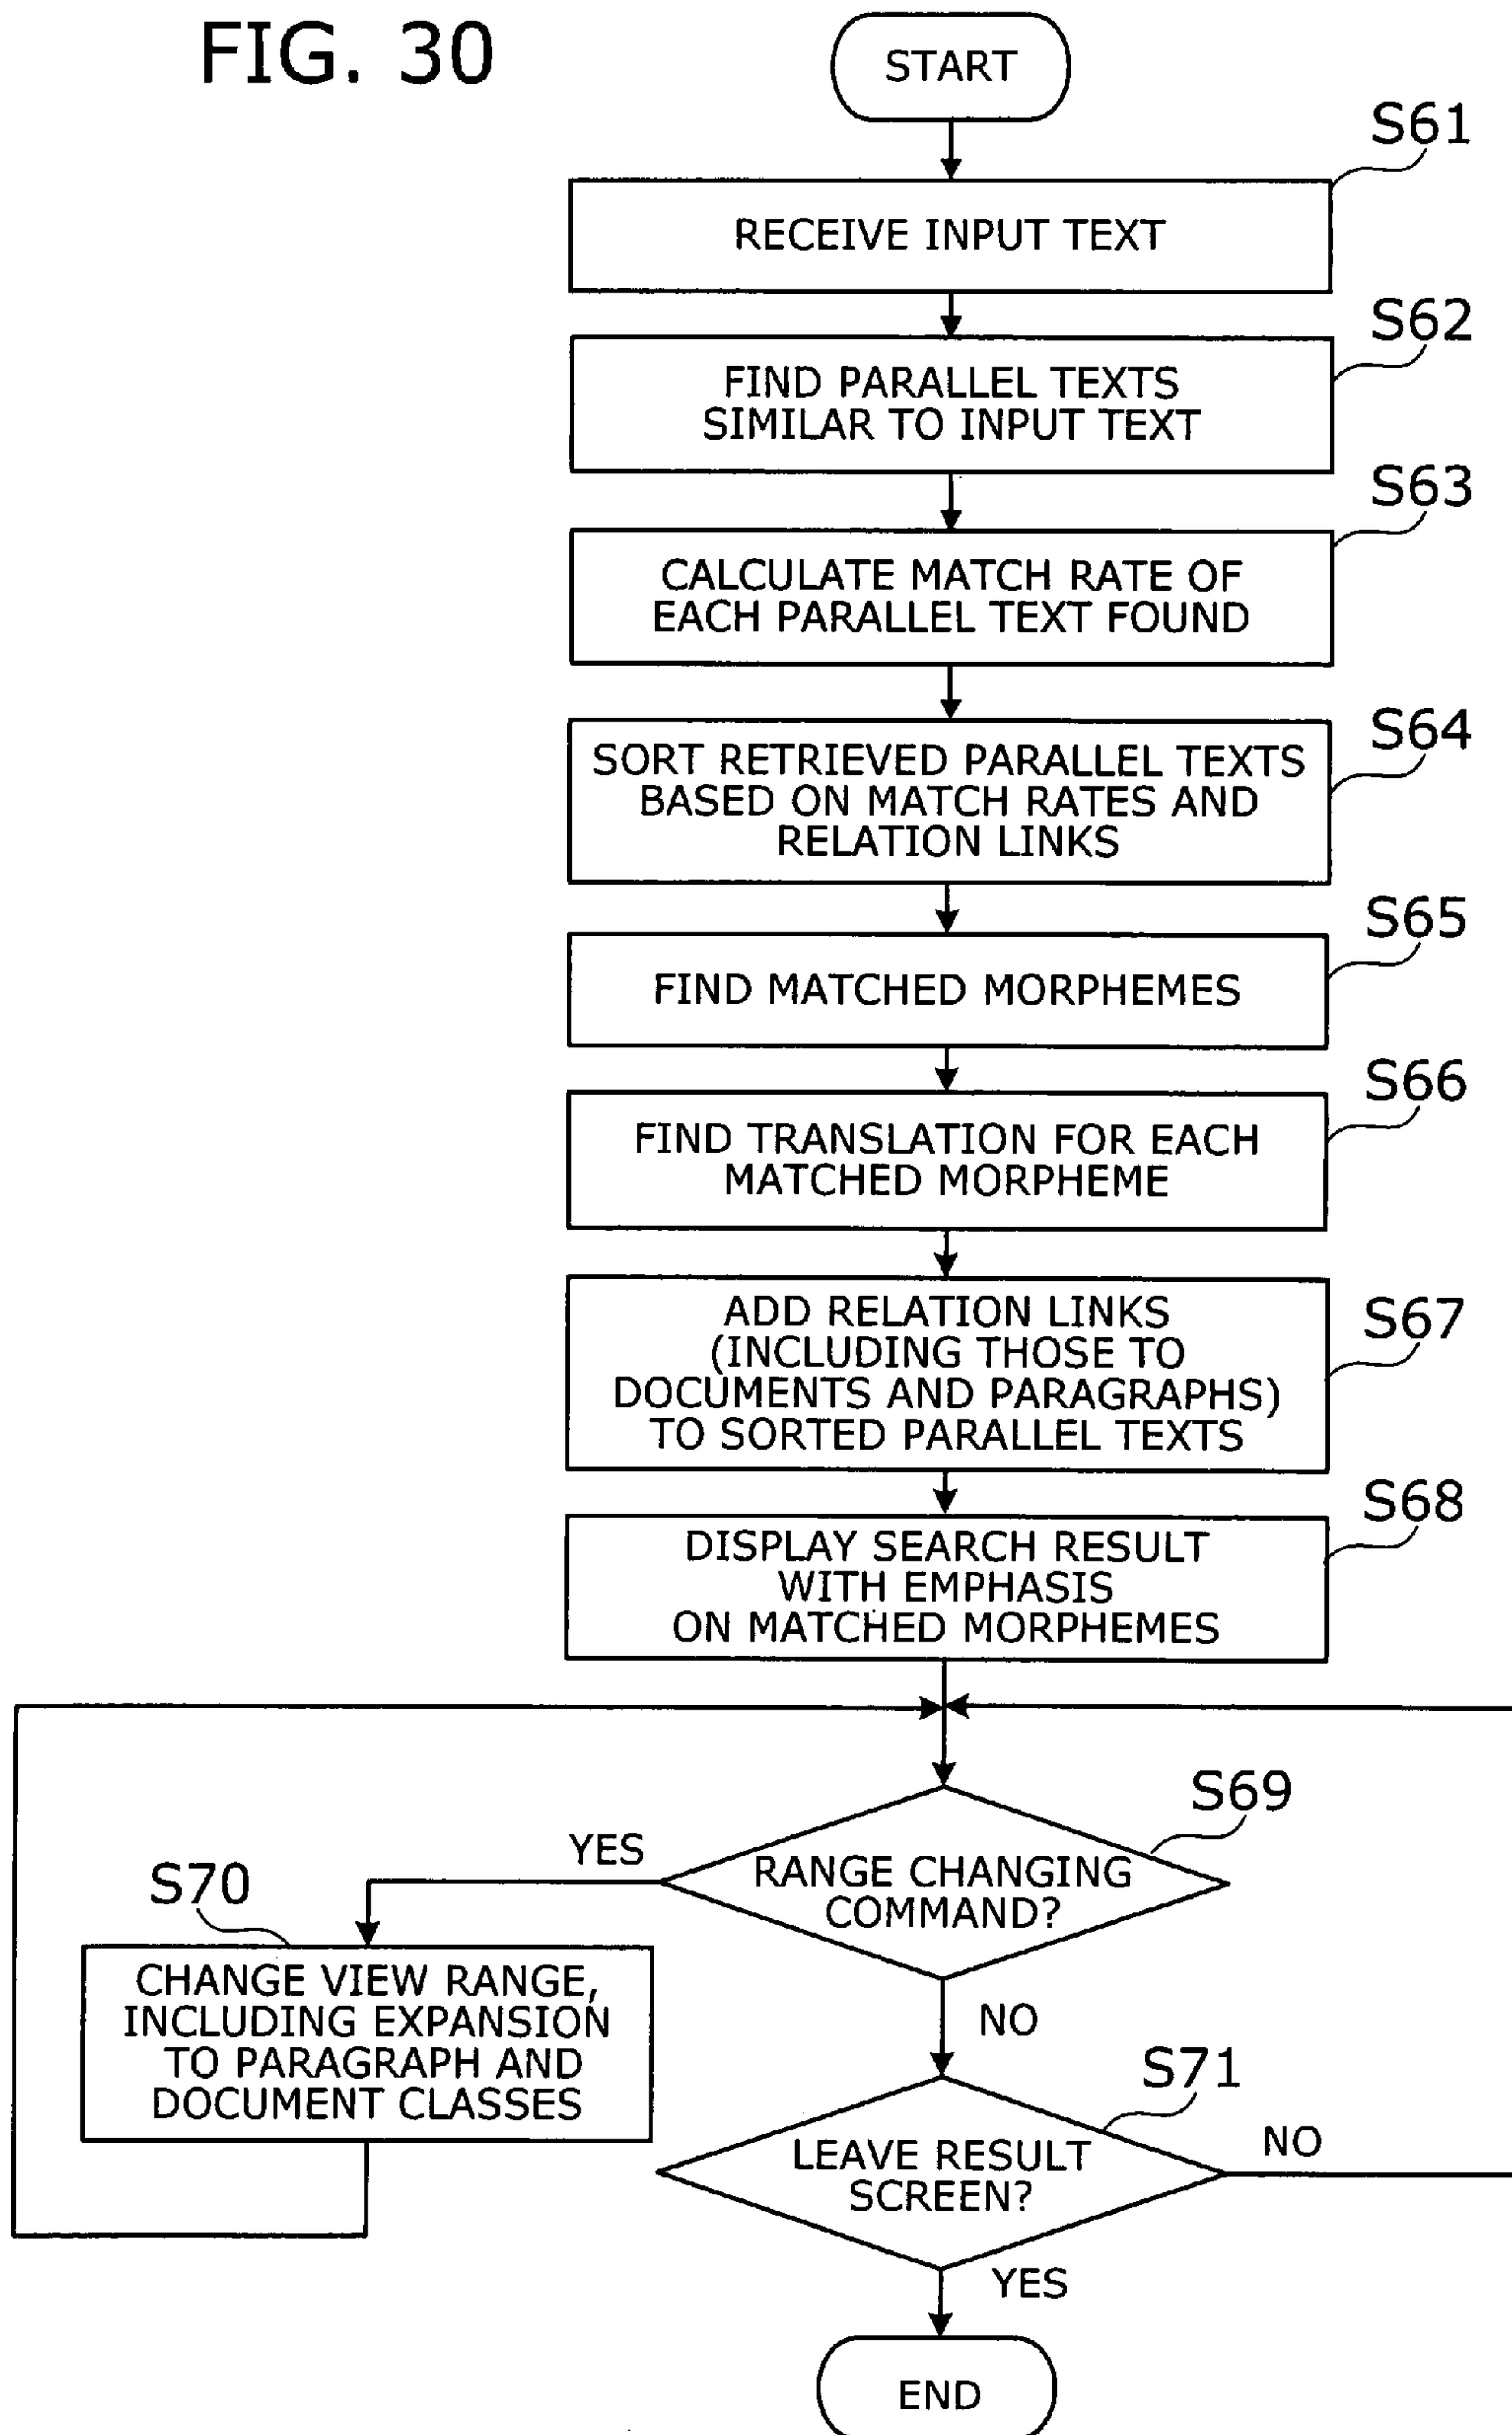 FIG. 30
START
S61
RECEIVE INPUT TEXT
S62
FIND PARALLEL TEXTS
SIMILAR TO INPUT TEXT
S63
CALCULATE MATCH RATE OF
EACH PARALLEL TEXT FOUND
S64
SORT RETRIEVED PARALLEL TEXTS
BASED ON MATCH RATES AND
RELATION LINKS
S65
FIND MATCHED MORPHEMES
S66
FIND TRANSLATION FOR EACH
MATCHED MORPHEME
S67
ADD RELATION LINKS
(INCLUDING THOSE TO
DOCUMENTS AND PARAGRAPHS)
TO SORTED PARALLEL TEXTS
S68
DISPLAY SEARCH RESULT
WITH EMPHASIS
ON MATCHED MORPHEMES
S69
YES
RANGE CHANGING
COMMAND?
S70
CHANGE VIEW RANGE,
INCLUDING EXPANSION
TO PARAGRAPH AND
DOCUMENT CLASSES
NO
S71
LEAVE RESULT
SCREEN?
NO
YES
END